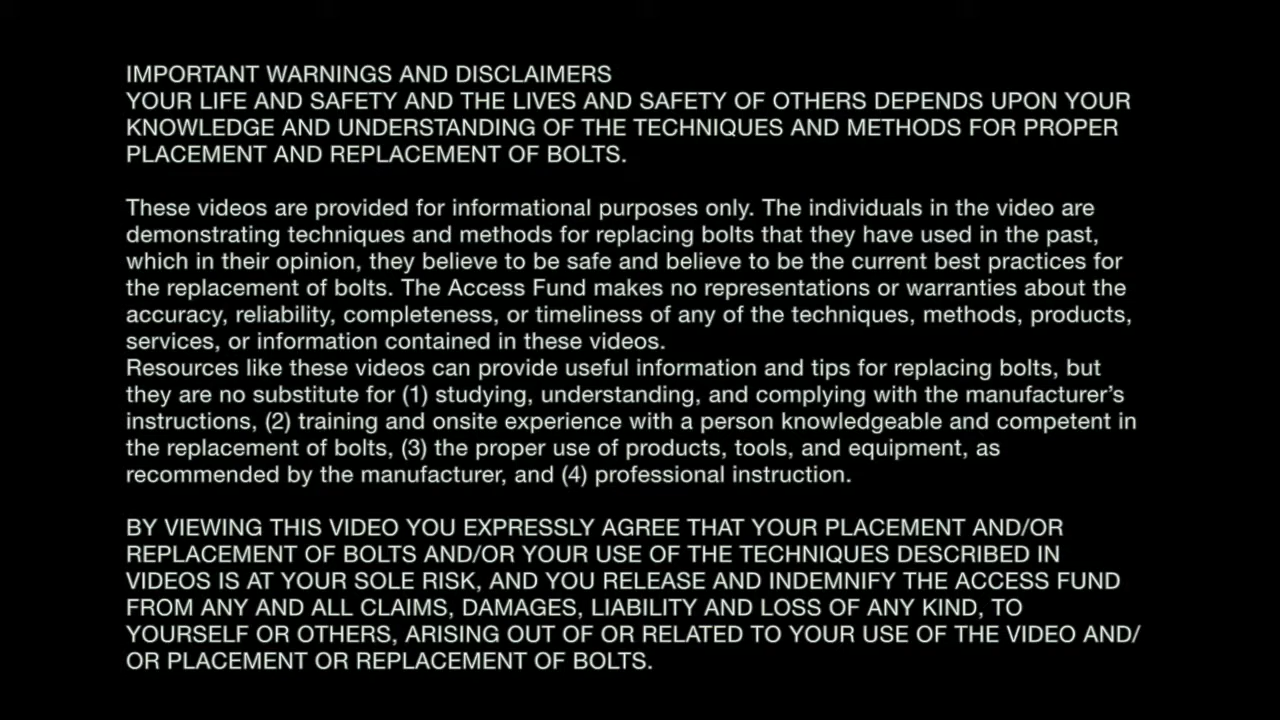 IMPORTANT WARNINGS AND DISCLAIMERS
YOUR LIFE AND SAFETY AND THE LIVES AND SAFETY OF OTHERS DEPENDS UPON YOUR
KNOWLEDGE AND UNDERSTANDING OF THE TECHNIQUES AND METHODS FOR PROPER
PLACEMENT AND REPLACEMENT OF BOLTS.
These videos are provided for informational purposes only. The individuals in the video are
demonstrating techniques and methods for replacing bolts that they have used in the past,
which in their opinion, they believe to be safe and believe to be the current best practices for
the replacement of bolts. The Access Fund makes no representations or warranties about the
accuracy, reliability, completeness, or timeliness of any of the techniques, methods, products,
services, or information contained in these videos.
Resources like these videos can provide useful information and tips for replacing bolts, but
they are no substitute for (1) studying, understanding, and complying with the manufacturer's
instructions, (2) training and onsite experience with a person knowledgeable and competent in
the replacement of bolts, (3) the proper use of products, tools, and equipment, as
recommended by the manufacturer, and (4) professional instruction.
BY VIEWING THIS VIDEO YOU EXPRESSLY AGREE THAT YOUR PLACEMENT AND/OR
REPLACEMENT OF BOLTS AND/OR YOUR USE OF THE TECHNIQUES DESCRIBED IN
VIDEOS IS AT YOUR SOLE RISK, AND YOU RELEASE AND INDEMNIFY THE ACCESS FUND
FROM ANY AND ALL CLAIMS, DAMAGES, LIABILITY AND LOSS OF ANY KIND, TO
YOURSELF OR OTHERS, ARISING OUT OF OR RELATED TO YOUR USE OF THE VIDEO AND/
OR PLACEMENT OR REPLACEMENT OF BOLTS.